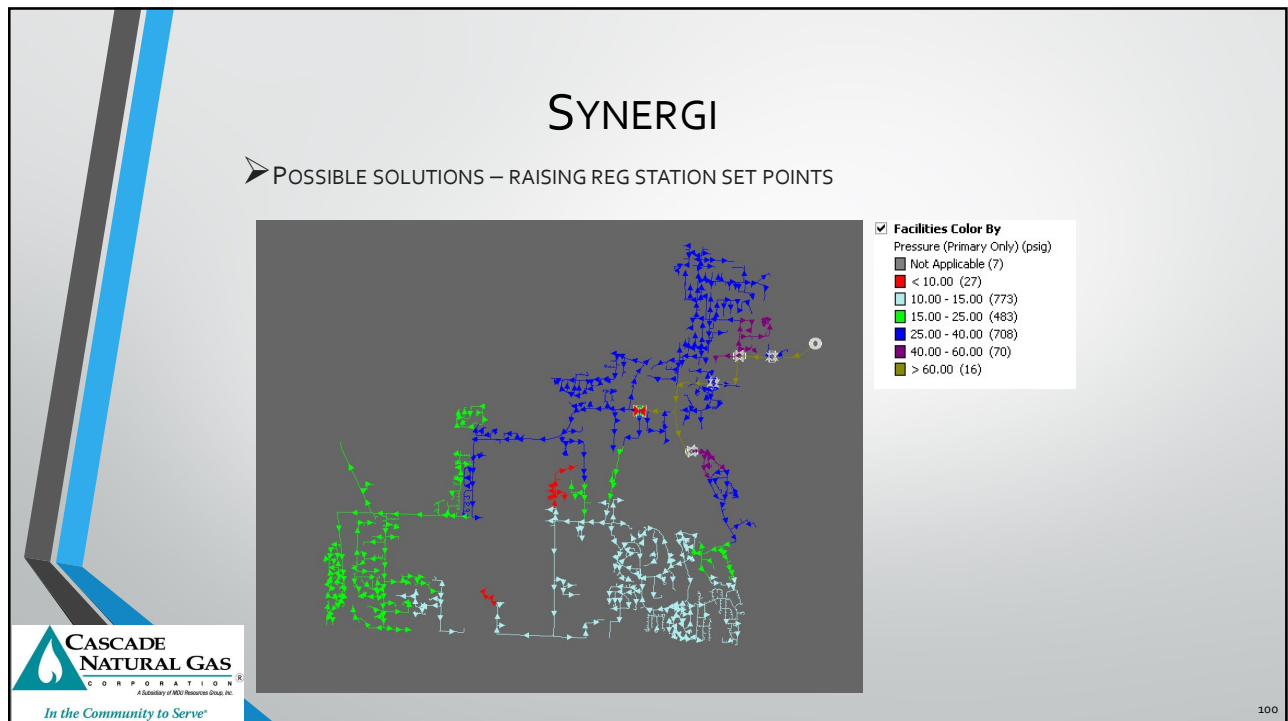 SYNERGI
POSSIBLE SOLUTIONS – RAISING REG STATION SET POINTS
Facilities Color By
Pressure (Primary Only) (psig)
Not Applicable (7)
< 10.00 (27)
10.00 - 15.00 (773)
15.00 - 25.00 (483)
25.00 - 40.00 (708)
40.00 - 60.00 (70)
> 60.00 (16)
CASCADE
NATURAL GAS
CORPORATION ®
A Subsidiary of MDU Resources Group, Inc.
In the Community to Serve®
100